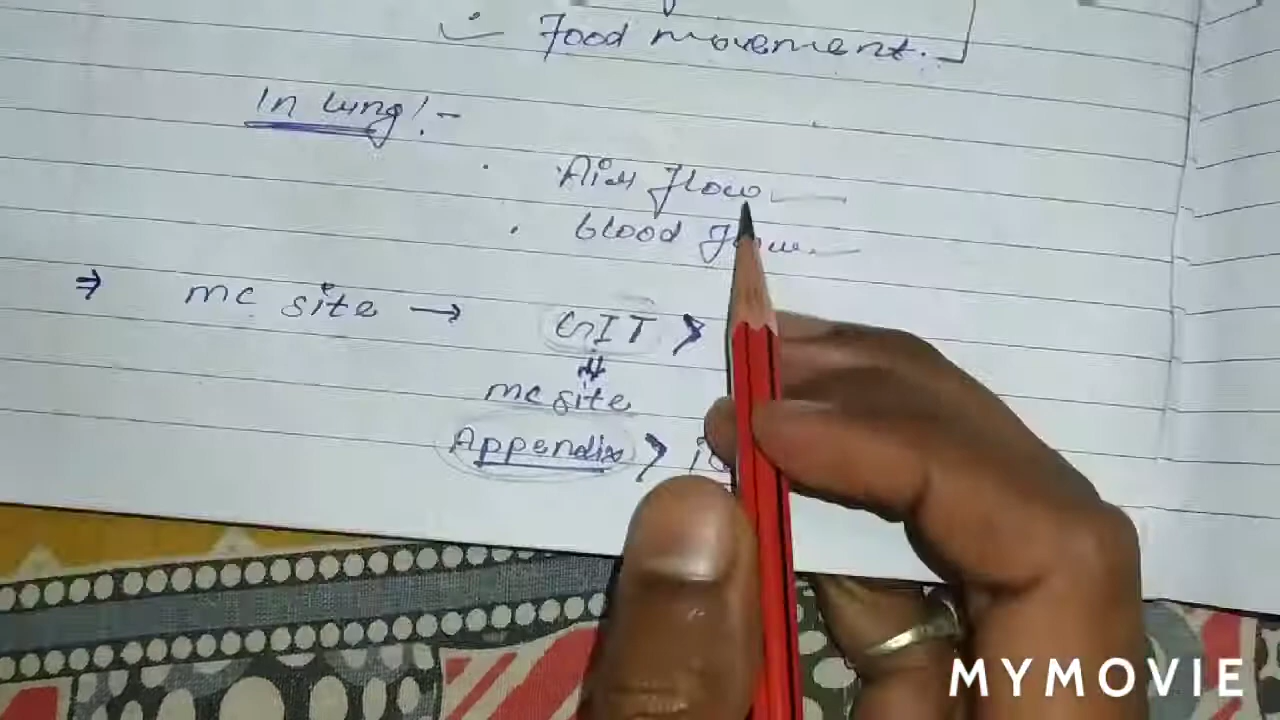 Food movement.
In lung!:-
Air flow
blood flow
⇒ mc site → GIT >
mc site
Appendix >
MYMOVIE